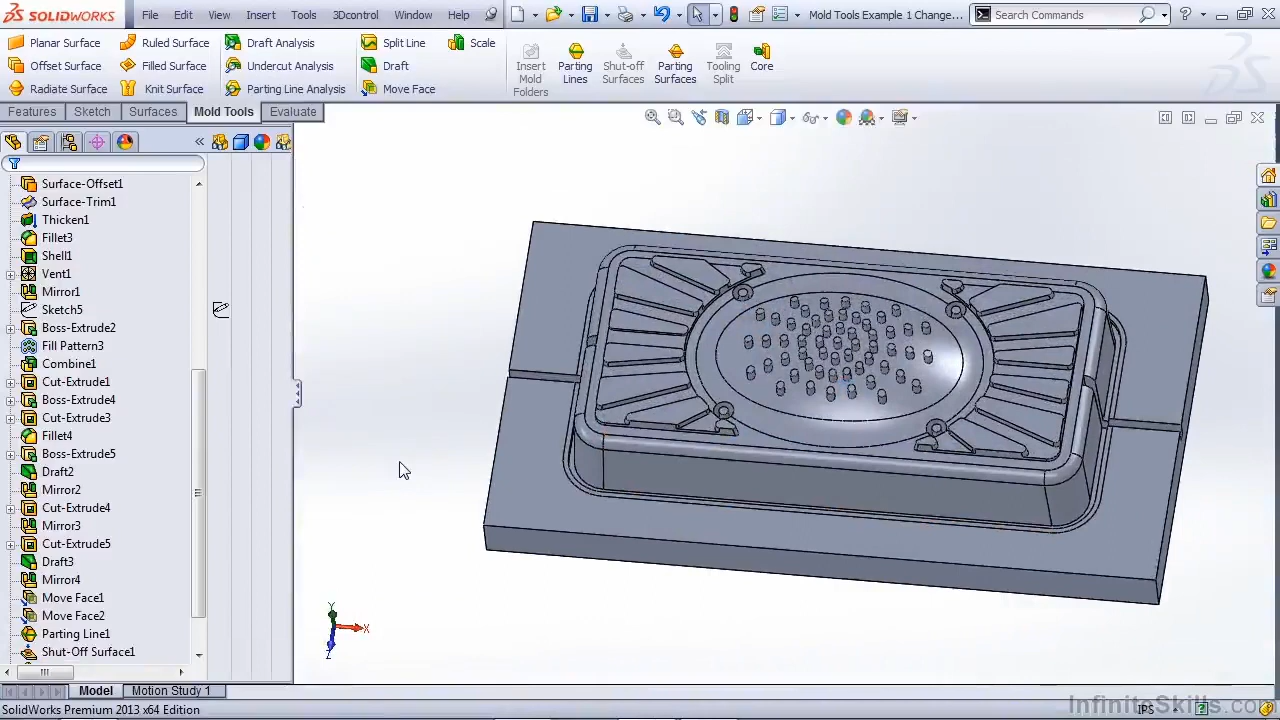 SOLIDWORKS File Edit View Insert Tools 3Dcontrol Window Help Mold Tools Example 1 Change... Search Commands
Planar Surface Ruled Surface Draft Analysis Split Line Scale
Offset Surface Filled Surface Undercut Analysis Draft
Radiate Surface Knit Surface Parting Line Analysis Move Face
Insert Mold Folders Parting Lines Shut-off Surfaces Parting Surfaces Tooling Split Core
Features Sketch Surfaces Mold Tools Evaluate
Surface-Offset1
Surface-Trim1
Thicken1
Fillet3
Shell1
Vent1
Mirror1
Sketch5
Boss-Extrude2
Fill Pattern3
Combine1
Cut-Extrude1
Boss-Extrude4
Cut-Extrude3
Fillet4
Boss-Extrude5
Draft2
Mirror2
Cut-Extrude4
Mirror3
Cut-Extrude5
Draft3
Mirror4
Move Face1
Move Face2
Parting Line1
Shut-Off Surface1
Y
X
Z
Model Motion Study 1
SolidWorks Premium 2013 x64 Edition IPS
InfiniteSkills.com